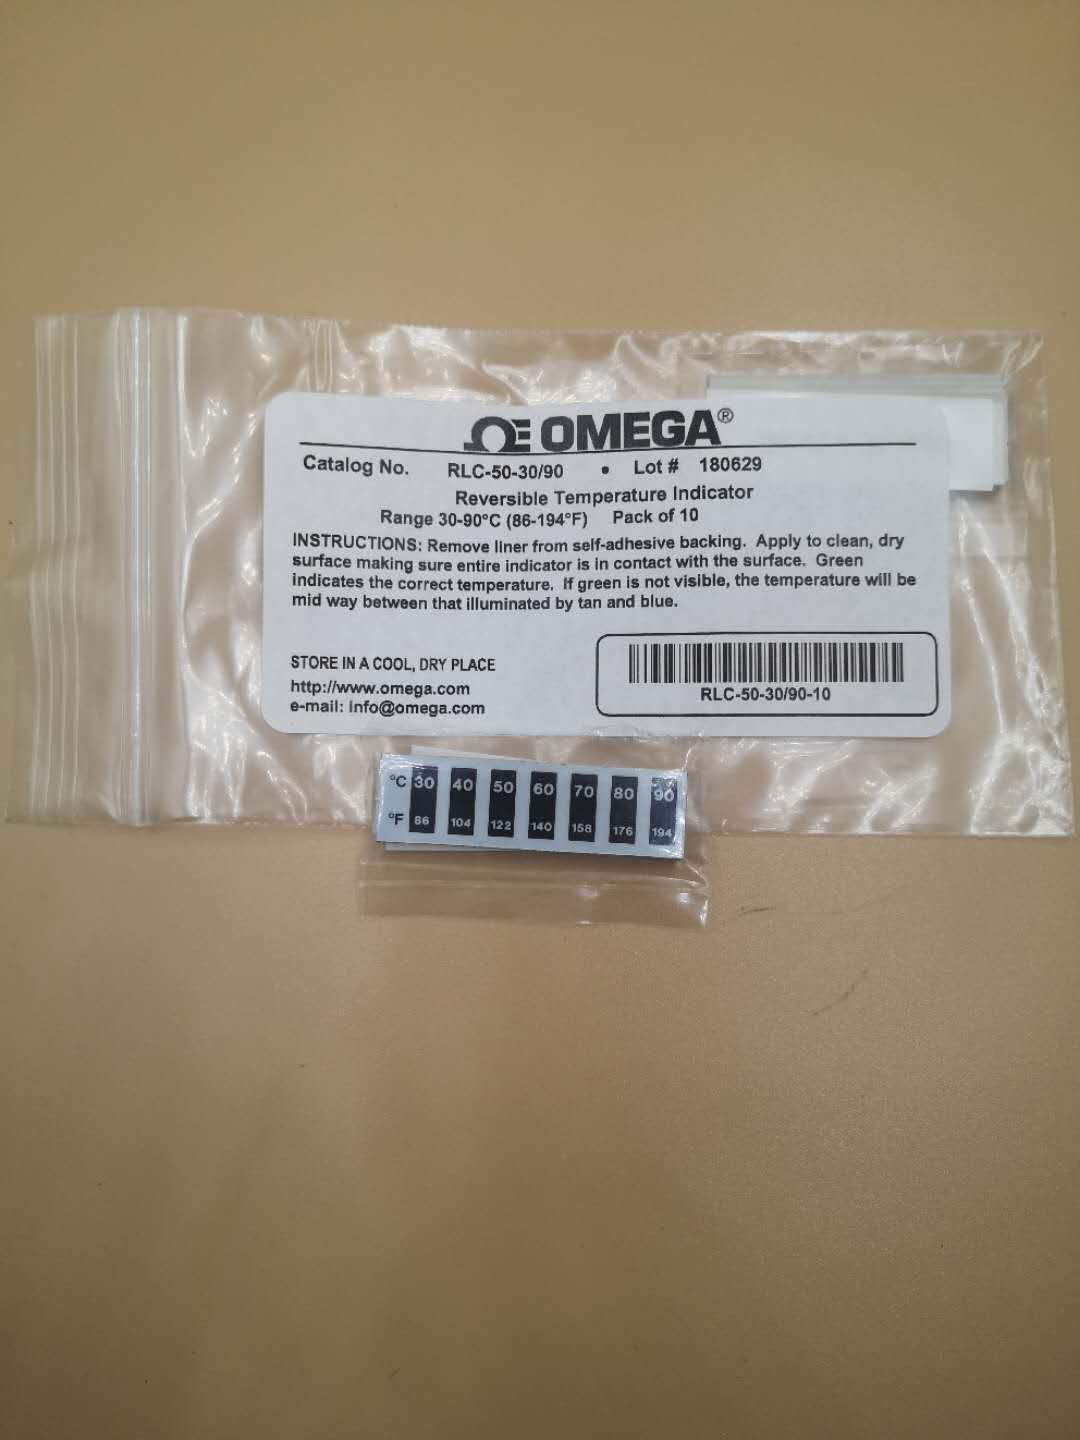 OMEGA®
Catalog No. RLC-50-30/90 • Lot # 180629
Reversible Temperature Indicator
Range 30-90°C (86-194°F) Pack of 10
INSTRUCTIONS: Remove liner from self-adhesive backing. Apply to clean, dry
surface making sure entire indicator is in contact with the surface. Green
indicates the correct temperature. If green is not visible, the temperature will be
mid way between that illuminated by tan and blue.
STORE IN A COOL, DRY PLACE
http://www.omega.com
e-mail: info@omega.com
RLC-50-30/90-10
°C 30 40 50 60 70 80 90
°F 86 104 122 140 158 176 194